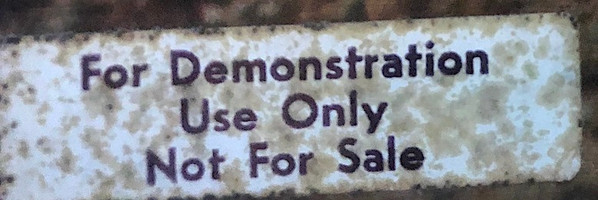 For Demonstration
Use Only
Not For Sale